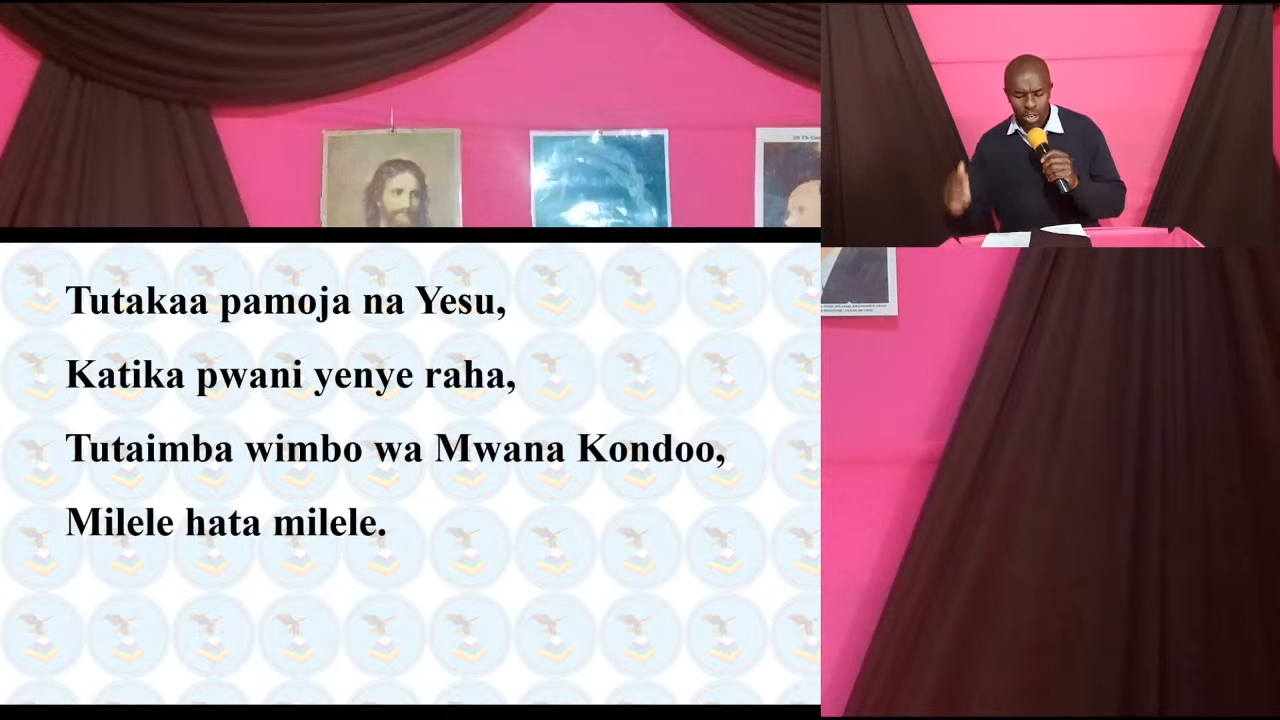 Tutakaa pamoja na Yesu,
Katika pwani yenye raha,
Tutaimba wimbo wa Mwana Kondoo,
Milele hata milele.